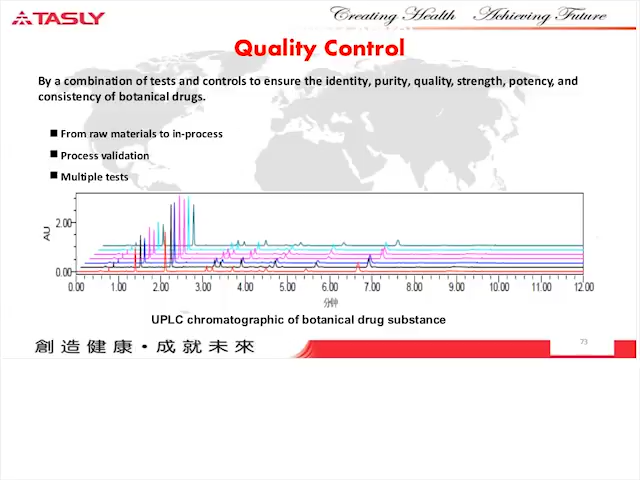 TASLY
Creating Health Achieving Future
Quality Control
By a combination of tests and controls to ensure the identity, purity, quality, strength, potency, and
consistency of botanical drugs.
From raw materials to in-process
Process validation
Multiple tests
AU
2.00
0.00
0.00 1.00 2.00 3.00 4.00 5.00 6.00 7.00 8.00 9.00 10.00 11.00 12.00
分钟
UPLC chromatographic of botanical drug substance
創造健康·成就未來
73